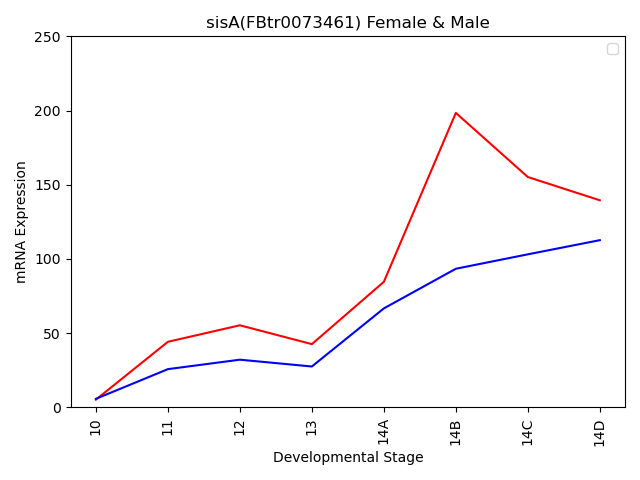 sisA(FBtr0073461) Female & Male
250
200
150
100
50
0
mRNA Expression
10
11
12
13
14A
14B
14C
14D
Developmental Stage